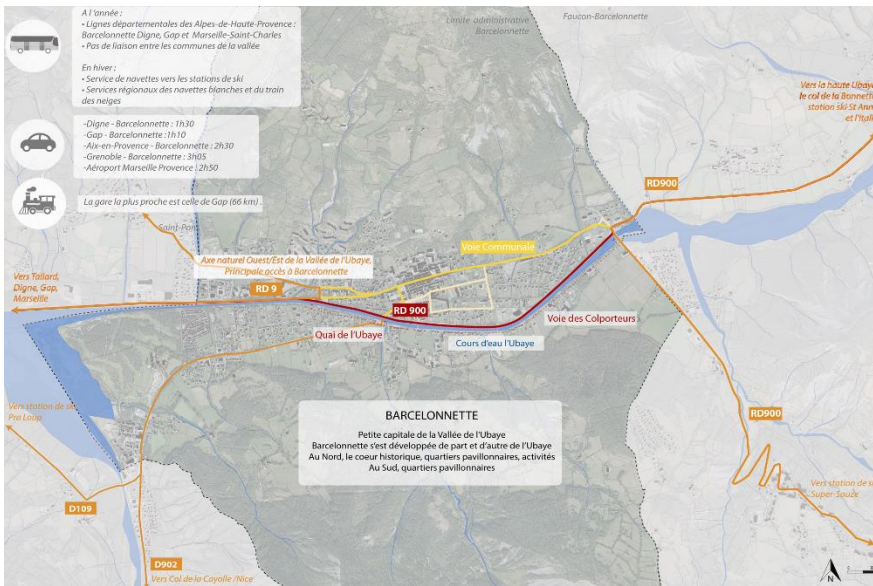 A l'année :
• Lignes départementales des Alpes-de-Haute-Provence :
Barcelonnette Digne, Gap et Marseille-Saint-Charles
• Pas de liaison entre les communes de la vallée
En hiver :
• Service de navettes vers les stations de ski
• Services régionaux des navettes blanches et du train
des neiges
-Digne - Barcelonnette : 1h30
-Gap - Barcelonnette :1h10
-Aix-en-Provence - Barcelonnette : 2h30
-Grenoble - Barcelonnette : 3h05
-Aéroport Marseille Provence : 2h50
La gare la plus proche est celle de Gap (66 km) .
Limite administrative
Barcelonnette
Faucon-Barcelonnette
Vers la haute Ubaye
le col de la Bonnette
station ski St Ann
et l'Itali
RD900
Saint-Pons
Voie Communale
Axe naturel Ouest/Est de la Vallée de l'Ubaye,
Principale accès à Barcelonnette
Vers Tallard,
Digne, Gap,
Marseille
RD 9
RD 900
Quai de l'Ubaye
Voie des Colporteurs
Cours d'eau l'Ubaye
Vers station de ski
Pra Loup
BARCELONNETTE
Petite capitale de la Vallée de l'Ubaye
Barcelonnette s'est développée de part et d'autre de l'Ubaye
Au Nord, le coeur historique, quartiers pavillonnaires, activités
Au Sud, quartiers pavillonnaires
RD900
Vers station de s
Super Sauze
D109
D902
Vers Col de la Cayolle /Nice
N